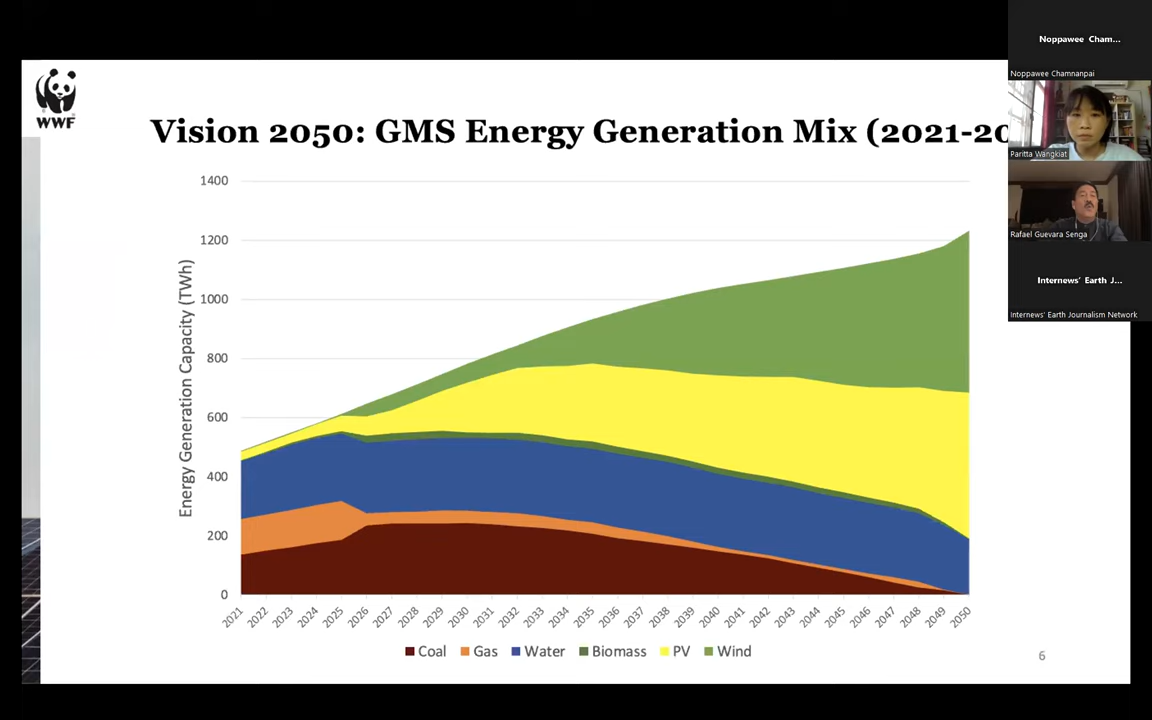 WWF
Vision 2050: GMS Energy Generation Mix (2021-20
Energy Generation Capacity (TWh)
1400
1200
1000
800
600
400
200
0
2021 2022 2023 2024 2025 2026 2027 2028 2029 2030 2031 2032 2033 2034 2035 2036 2037 2038 2039 2040 2041 2042 2043 2044 2045 2046 2047 2048 2049 2050
Coal Gas Water Biomass PV Wind
6
Noppawee Cham...
Noppawee Chamnanpai
Paritta Wangkiat
Rafael Guevara Senga
Internews' Earth J...
Internews' Earth Journalism Network